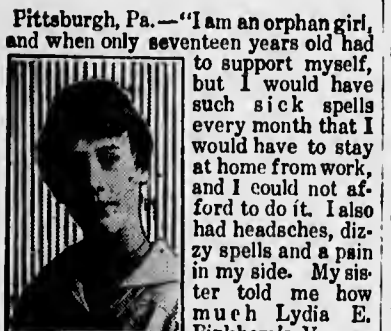 Pittsburgh, Pa.—"I am an orphan girl,
and when only seventeen years old had
to support myself,
but I would have
such sick spells
every month that I
would have to stay
at home from work,
and I could not af-
ford to do it. I also
had headsches, diz-
zy spells and a pain
in my side. My sis-
ter told me how
much Lydia E.